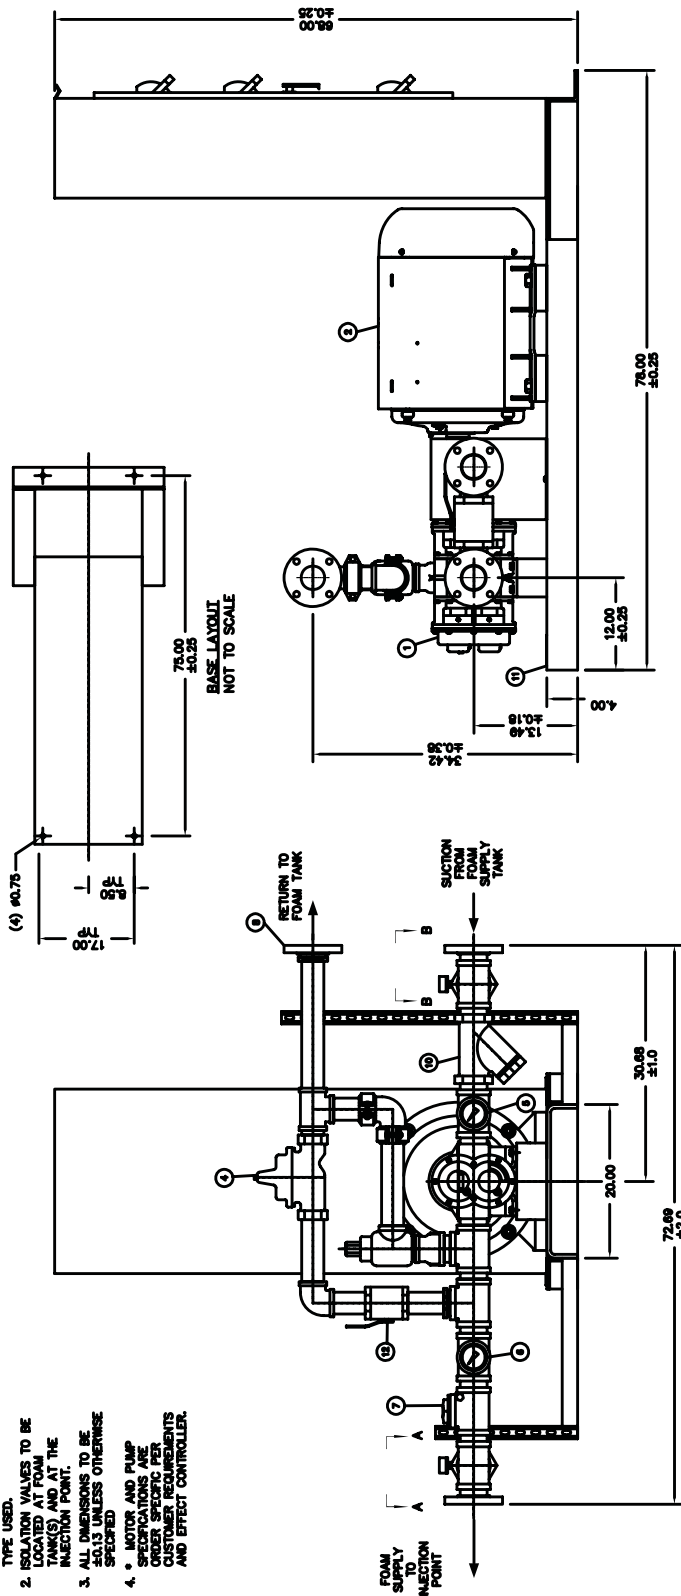 TYPE USED.
2. ISOLATION VALVES TO BE
LOCATED AT FOAM
TANK(S) AND AT THE
INJECTION POINT.
3. ALL DIMENSIONS TO BE
±0.13 UNLESS OTHERWISE
SPECIFIED
4. * MOTOR AND PUMP
SPECIFICATIONS ARE
ORDER SPECIFIC PER
CUSTOMER REQUIREMENTS
AND EFFECT CONTROLLER.
(4) ø0.75
17.00
TYP
8.50
TYP
75.00
±0.25
BASE LAYOUT
NOT TO SCALE
FOAM
SUPPLY
TO
INJECTION
POINT
A
A
7
12
6
4
5
10
8
RETURN TO
FOAM TANK
B
B
SUCTION
FROM
FOAM
SUPPLY
TANK
20.00
30.68
±1.0
72.69
±2.0
34.42
±0.38
13.49
±0.18
4.00
11
1
2
12.00
±0.25
78.00
±0.25
68.00
±0.25